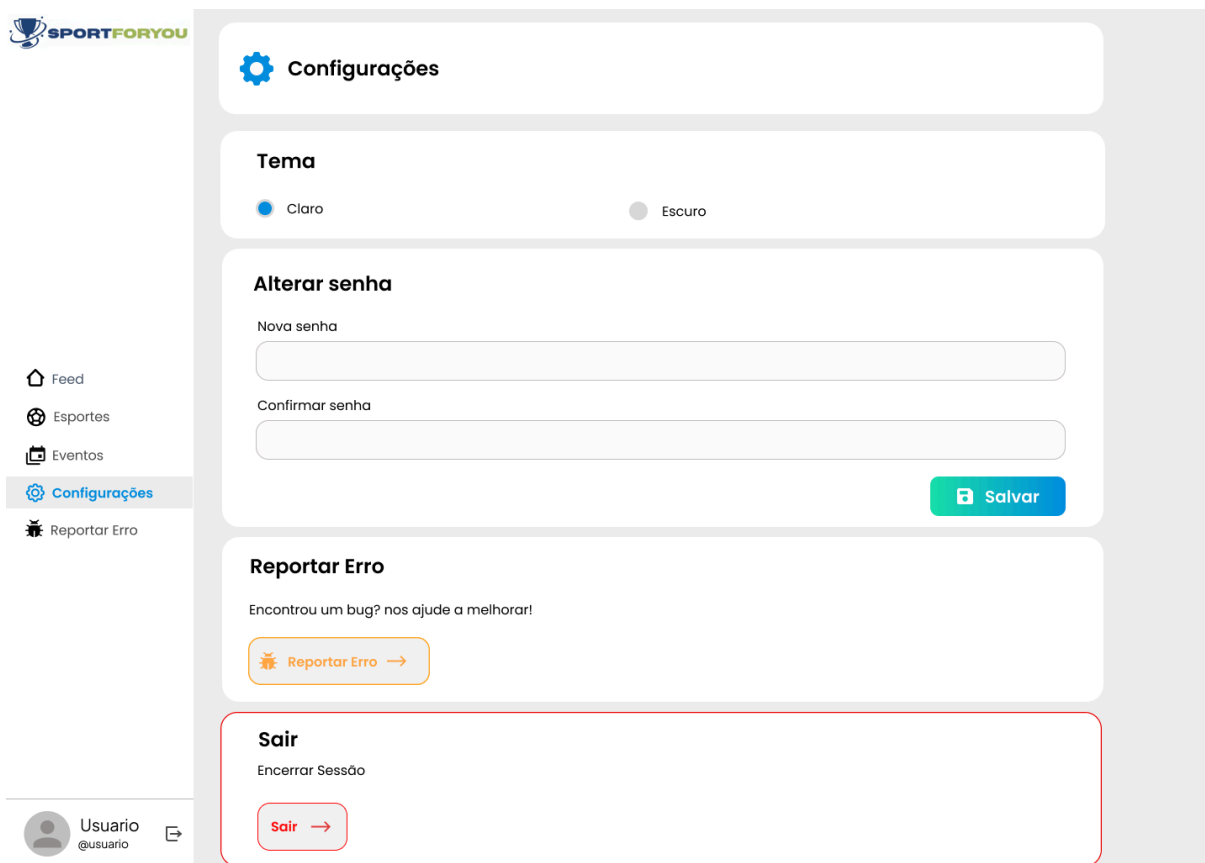 SPORTFORYOU
Feed
Esportes
Eventos
Configurações
Reportar Erro
Usuario
@usuario
Configurações
Tema
Claro
Escuro
Alterar senha
Nova senha
Confirmar senha
Salvar
Reportar Erro
Encontrou um bug? nos ajude a melhorar!
Reportar Erro
Sair
Encerrar Sessão
Sair